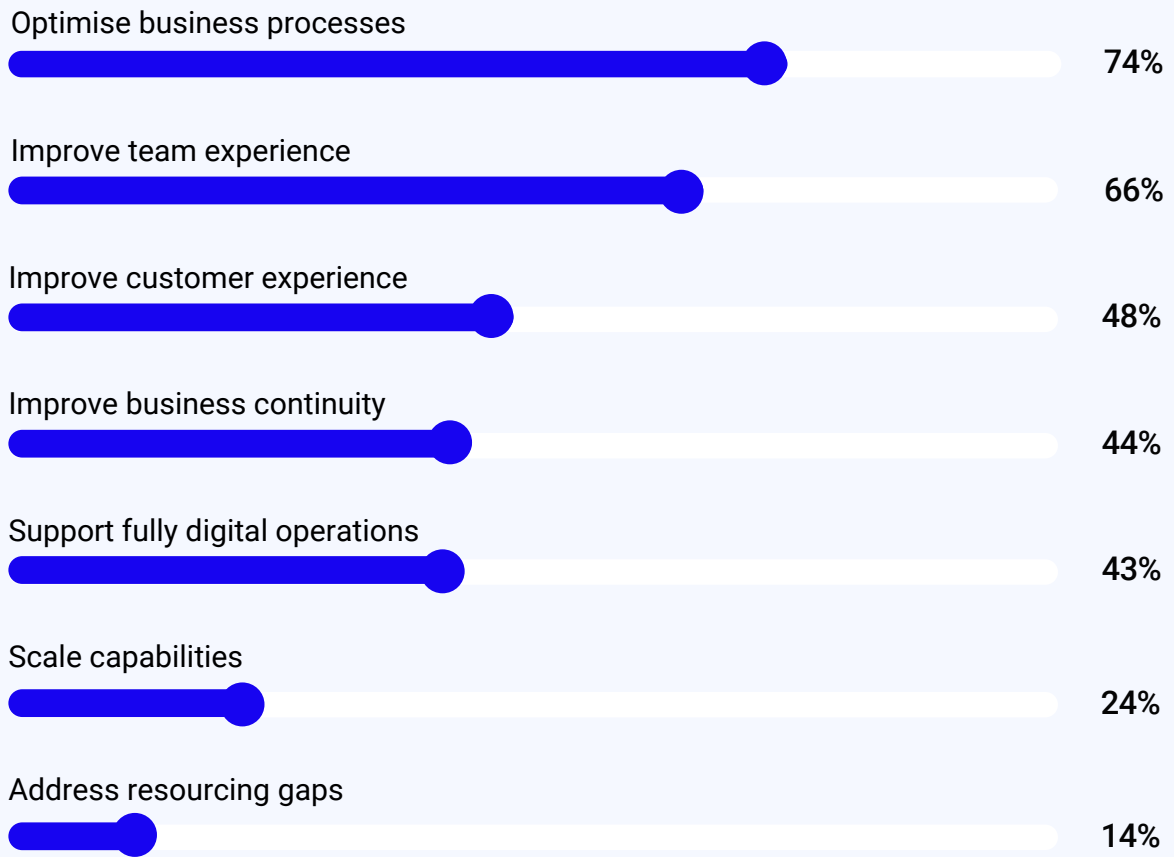 Optimise business processes
74%
Improve team experience
66%
Improve customer experience
48%
Improve business continuity
44%
Support fully digital operations
43%
Scale capabilities
24%
Address resourcing gaps
14%